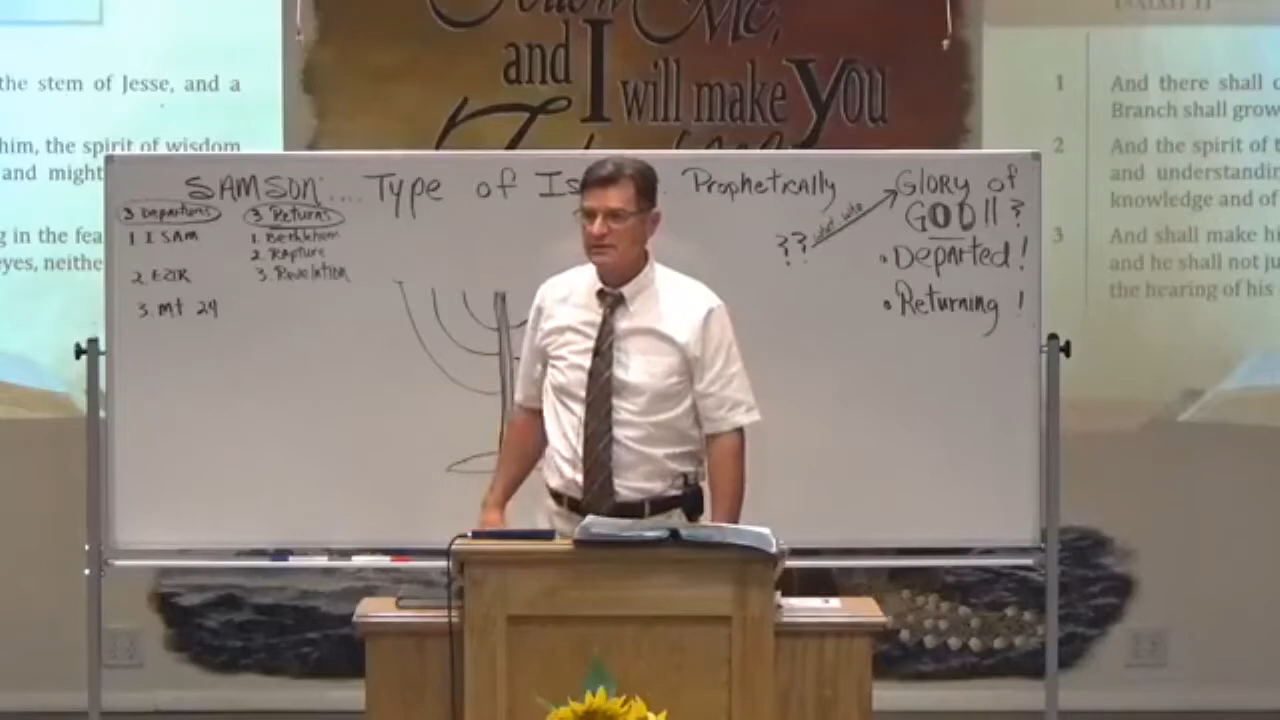 Follow Me,
and I will make you
the stem of Jesse, and a
him, the spirit of wisdom
and might
g in the fea
eyes, neithe
1 And there shall c
Branch shall grow
2 And the spirit of t
and understandin
knowledge and of
3 And shall make hi
and he shall not ju
the hearing of his
SAMSON.... Type of Is Prophetically
3 Departures
1 I SAM
2. EZK
3. mt 24
3 Returns
1. Bethlehem
2. Rapture
3. Revelation
?? what who
Glory of
GOD!! ?
• Departed!
• Returning!